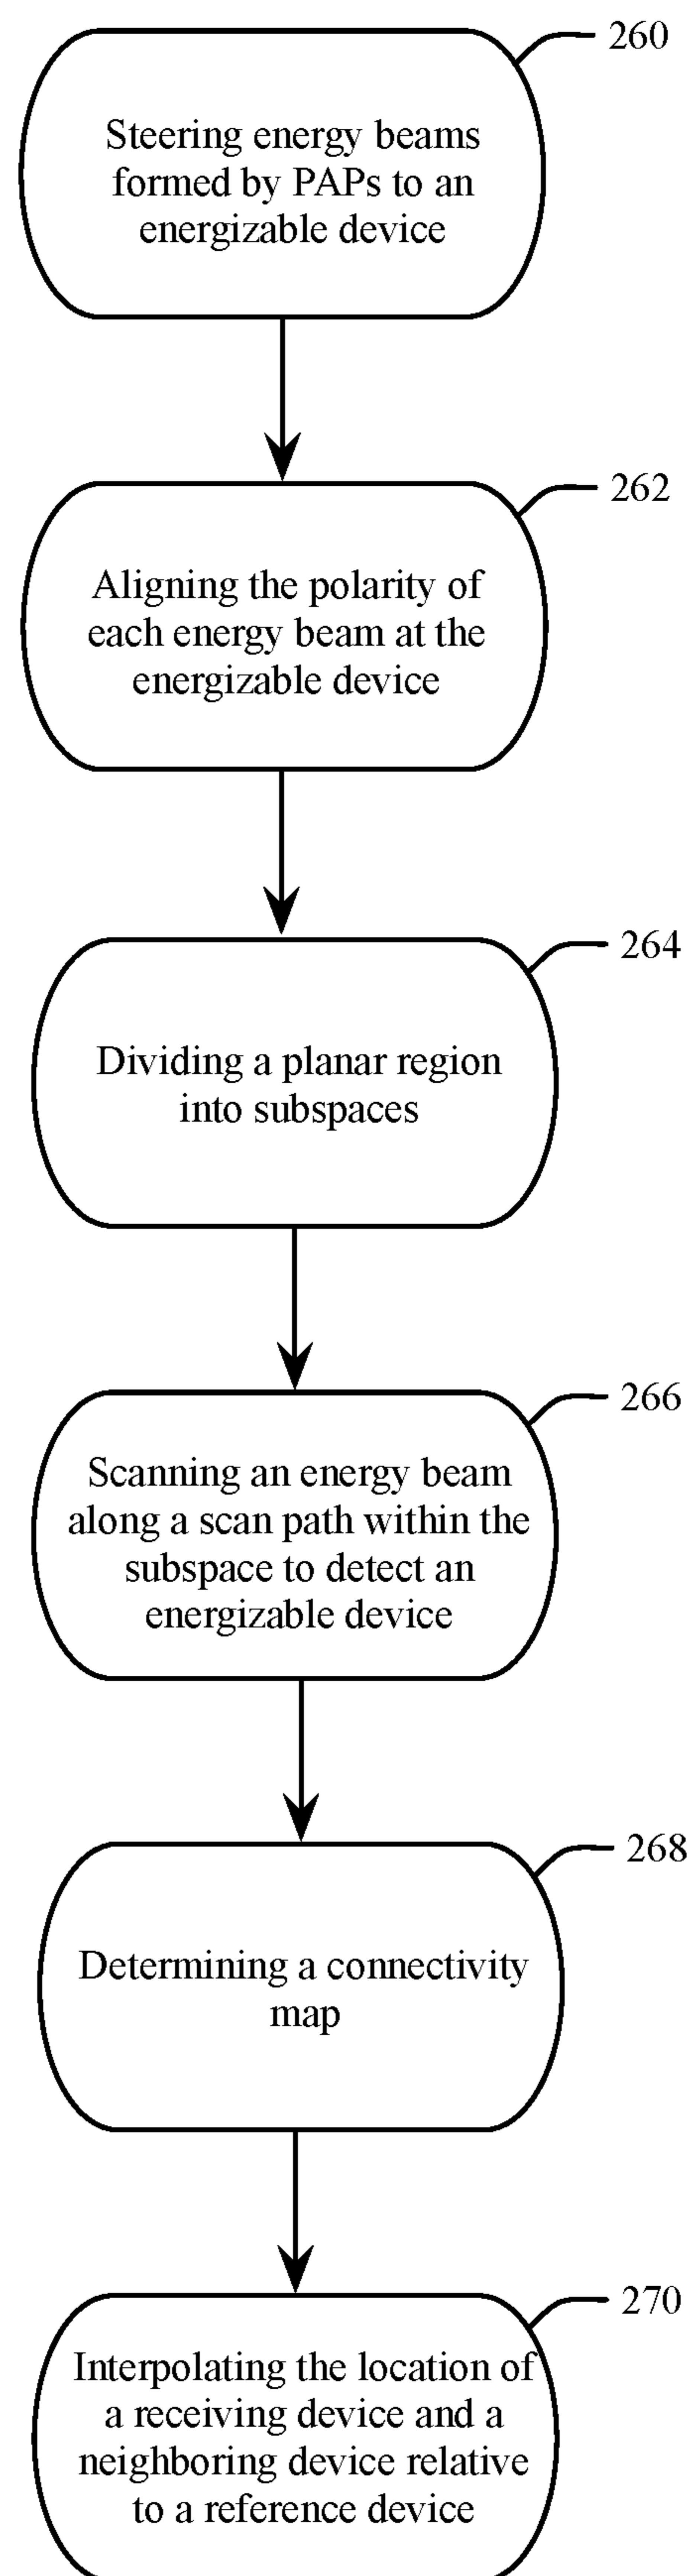 260
Steering energy beams
formed by PAPs to an
energizable device
262
Aligning the polarity of
each energy beam at the
energizable device
264
Dividing a planar region
into subspaces
266
Scanning an energy beam
along a scan path within the
subspace to detect an
energizable device
268
Determining a connectivity
map
270
Interpolating the location of
a receiving device and a
neighboring device relative
to a reference device